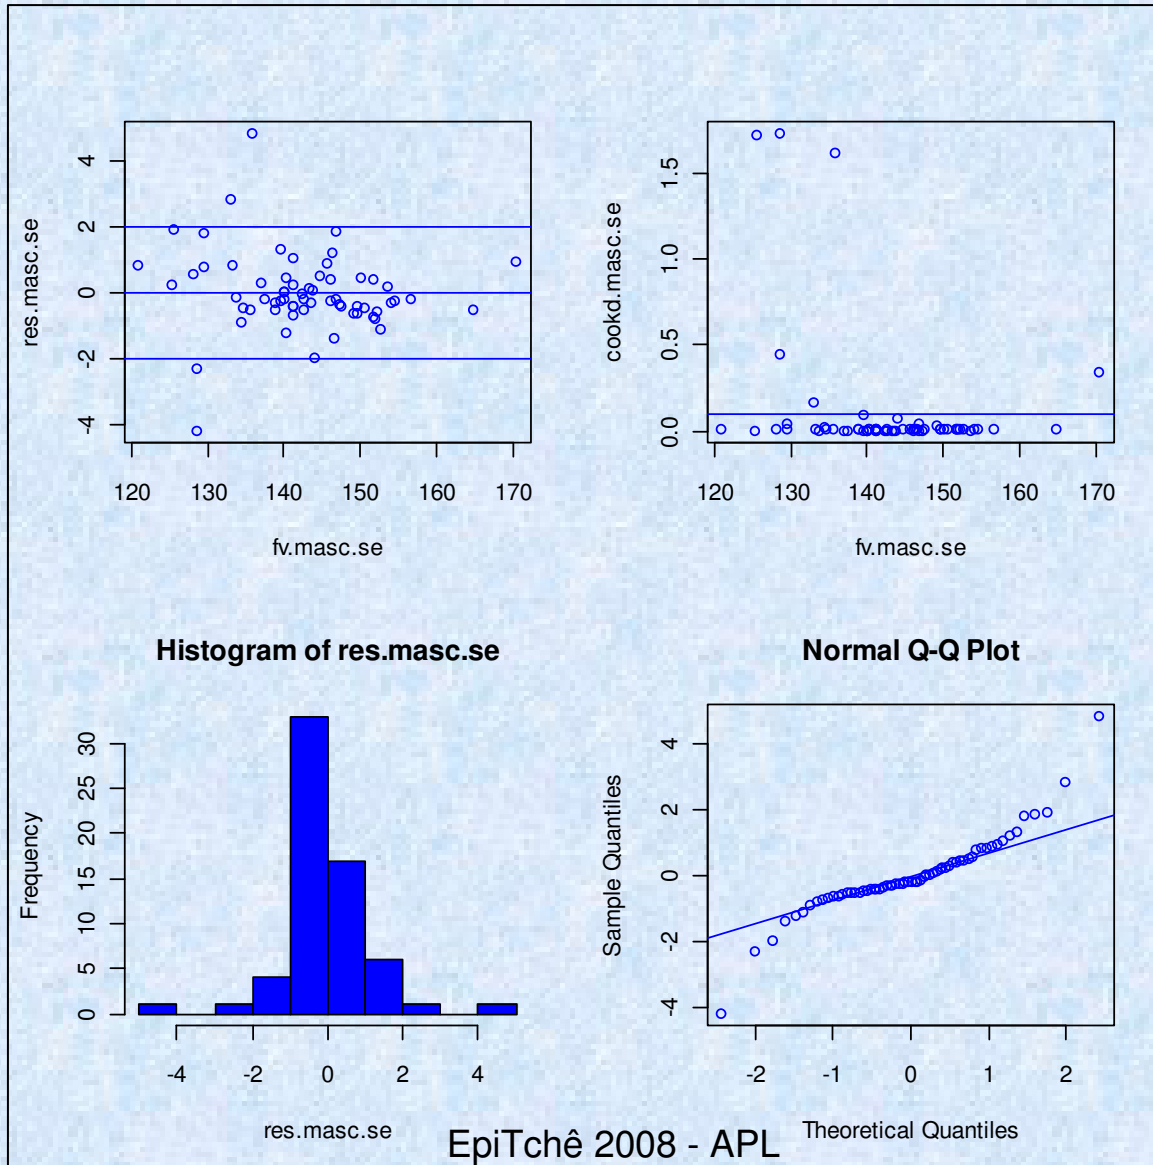 4
2
0
-2
-4
res.masc.se
120 130 140 150 160 170
fv.masc.se
1.5
1.0
0.5
0.0
cookd.masc.se
120 130 140 150 160 170
fv.masc.se
Histogram of res.masc.se
30
25
20
15
10
5
0
Frequency
-4 -2 0 2 4
res.masc.se
Normal Q-Q Plot
4
2
0
-2
-4
Sample Quantiles
-2 -1 0 1 2
Theoretical Quantiles
EpiTchê 2008 - APL